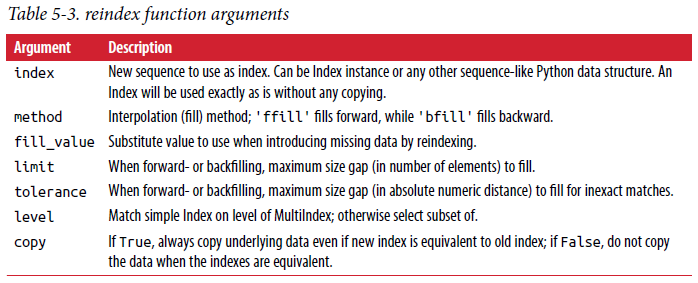 Table 5-3. reindex function arguments
Argument Description
index New sequence to use as index. Can be Index instance or any other sequence-like Python data structure. An
Index will be used exactly as is without any copying.
method Interpolation (fill) method; 'ffill' fills forward, while 'bfill' fills backward.
fill_value Substitute value to use when introducing missing data by reindexing.
limit When forward- or backfilling, maximum size gap (in number of elements) to fill.
tolerance When forward- or backfilling, maximum size gap (in absolute numeric distance) to fill for inexact matches.
level Match simple Index on level of MultiIndex; otherwise select subset of.
copy If True, always copy underlying data even if new index is equivalent to old index; if False, do not copy
the data when the indexes are equivalent.